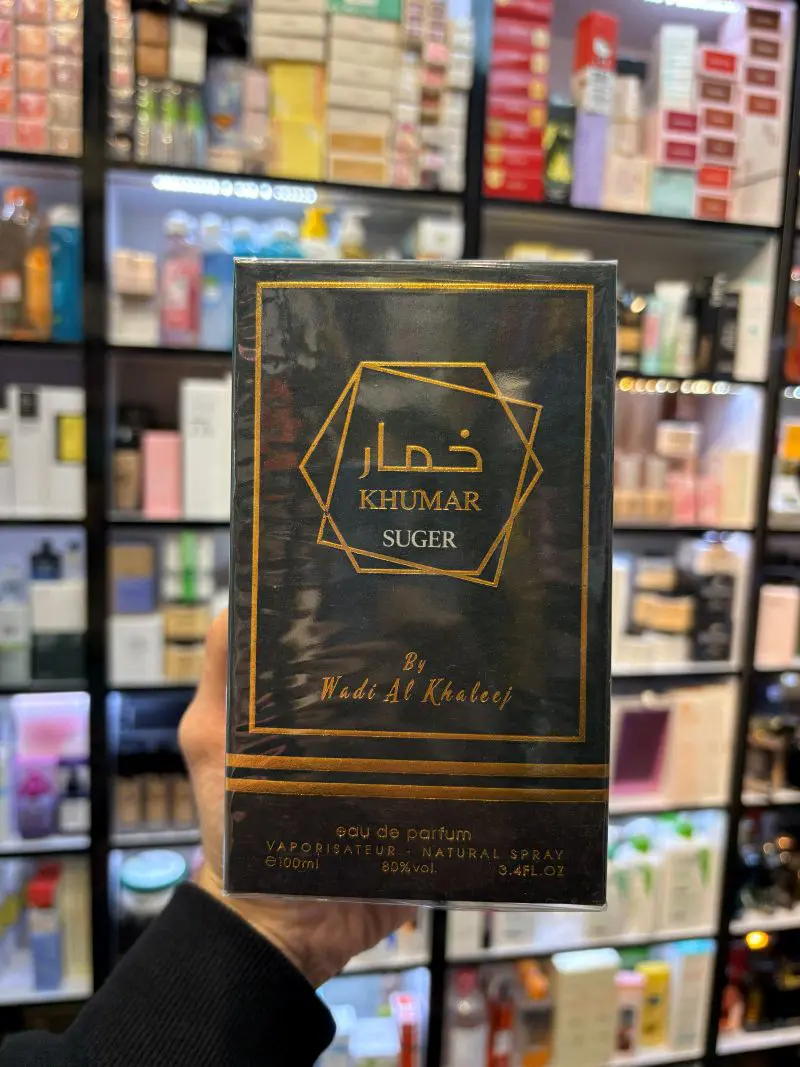 خمار
KHUMAR
SUGER
By
Wadi Al Khaleej
eau de parfum
VAPORISATEUR - NATURAL SPRAY
e100ml 80%vol. 3.4FL.OZ